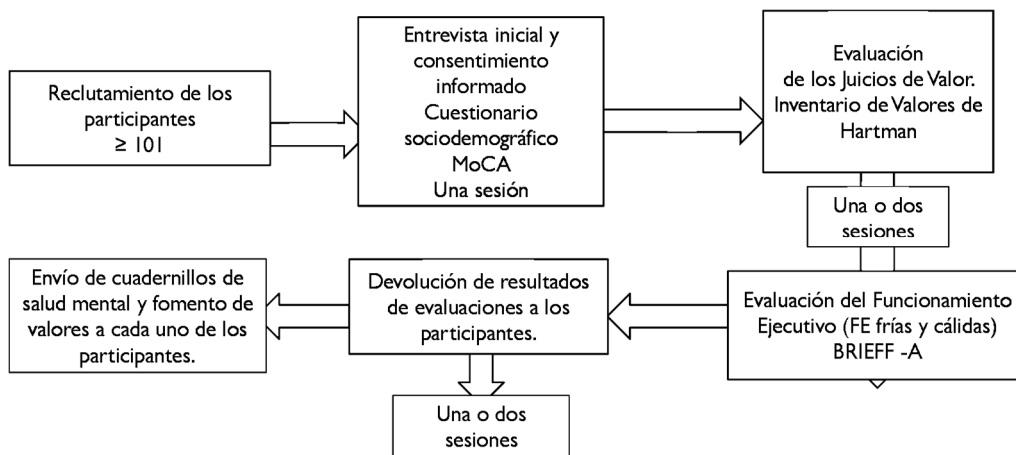 Reclutamiento de los
participantes
≥ 101
Entrevista inicial y
consentimiento
informado
Cuestionario
sociodemográfico
MoCA
Una sesión
Evaluación
de los Juicios de Valor.
Inventario de Valores de
Hartman
Una o dos
sesiones
Evaluación del Funcionamiento
Ejecutivo (FE frías y cálidas)
BRIEFF -A
Devolución de resultados
de evaluaciones a los
participantes.
Una o dos
sesiones
Envío de cuadernillos de
salud mental y fomento de
valores a cada uno de los
participantes.